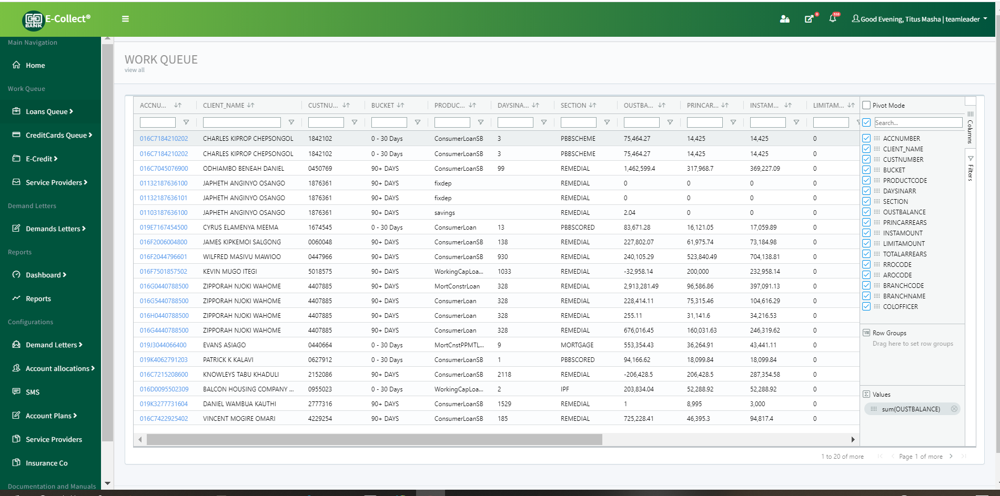 CO-OP BANK E-Collect®
0
510
Good Evening, Titus Masha | teamleader
Main Navigation
Home
Work Queue
Loans Queue
CreditCards Queue
E-Credit
Service Providers
Demand Letters
Demands Letters
Reports
Dashboard
Reports
Configurations
Demand Letters
Account allocations
SMS
Account Plans
Service Providers
Insurance Co
Documentation and Manuals
WORK QUEUE
view all
ACCNU... CLIENT_NAME CUSTNU... BUCKET PRODUC... DAYSINA... SECTION OUSTBA... PRINCAR... INSTAM... LIMITAM...
016C7184210202 CHARLES KIPROP CHEPSONGOL 1842102 0 - 30 Days ConsumerLoanSB 3 PBBSCHEME 75,464.27 14,425 14,425 0
016C7184210202 CHARLES KIPROP CHEPSONGOL 1842102 0 - 30 Days ConsumerLoanSB 3 PBBSCHEME 75,464.27 14,425 14,425 0
016C7045076900 ODHIAMBO BENEAH DANIEL 0450769 90+ DAYS ConsumerLoanSB 99 REMEDIAL 1,462,599.4 317,968.7 369,227.09 0
01132187636100 JAPHETH ANGINYO OSANGO 1876361 90+ DAYS fixdep REMEDIAL 0 0 0 0
01132187636101 JAPHETH ANGINYO OSANGO 1876361 90+ DAYS fixdep REMEDIAL 0 0 0 0
01103187636100 JAPHETH ANGINYO OSANGO 1876361 90+ DAYS savings REMEDIAL 2.04 0 0 0
019E7167454500 CYRUS ELAMENYA MEEMA 1674545 0 - 30 Days ConsumerLoan 13 PBBSCORED 83,671.28 16,121.05 17,059.89 0
016F2006004800 JAMES KIPKEMOI SALGONG 0060048 90+ DAYS ConsumerLoanSB 138 REMEDIAL 227,802.07 61,975.74 73,184.98 0
016F2044796601 WILFRED MASIVU MAWIOO 0447966 90+ DAYS ConsumerLoanSB 930 REMEDIAL 240,105.29 523,840.49 704,138.81 0
016F7501857502 KEVIN MUGO ITEGI 5018575 90+ DAYS WorkingCapLoa... 1033 REMEDIAL -32,958.14 200,000 232,958.14 0
016G0440788500 ZIPPORAH NJOKI WAHOME 4407885 90+ DAYS MortConstrLoan 328 REMEDIAL 2,913,281.49 96,586.86 397,091.13 0
016G5440788500 ZIPPORAH NJOKI WAHOME 4407885 90+ DAYS ConsumerLoan 328 REMEDIAL 228,414.11 75,315.46 104,616.29 0
016H0440788500 ZIPPORAH NJOKI WAHOME 4407885 90+ DAYS ConsumerLoan 328 REMEDIAL 255.11 31,141.6 34,216.53 0
016G4440788500 ZIPPORAH NJOKI WAHOME 4407885 90+ DAYS ConsumerLoan 328 REMEDIAL 676,016.45 160,031.63 246,319.62 0
019J3044066400 EVANS ASIAGO 0440664 0 - 30 Days MortCnstPPMTL... 9 MORTGAGE 553,354.43 36,264.91 43,441.11 0
019K4062791203 PATRICK K KALAVI 0627912 0 - 30 Days ConsumerLoanSB 1 PBBSCORED 94,166.62 18,099.84 18,099.84 0
016C7215208600 KNOWLEYS TABU KHADULI 2152086 90+ DAYS ConsumerLoanSB 2118 REMEDIAL -206,428.5 206,428.5 287,354.58 0
016D0095502309 BALCON HOUSING COMPANY ... 0955023 0 - 30 Days WorkingCapLoa... 2 IPF 203,834.04 52,288.92 52,288.92 0
019K3277731604 DANIEL WAMBUA KAUTHI 2777316 90+ DAYS ConsumerLoanSB 1529 REMEDIAL 1 8,995 3,000 0
016C7422925402 VINCENT MOGIRE OMARI 4229254 90+ DAYS ConsumerLoanSB 185 REMEDIAL 725,228.41 46,395.3 94,817.4 0
Pivot Mode
Search...
ACCNUMBER
CLIENT_NAME
CUSTNUMBER
BUCKET
PRODUCTCODE
DAYSINARR
SECTION
OUSTBALANCE
PRINCARREARS
INSTAMOUNT
LIMITAMOUNT
TOTALARREARS
RROCODE
AROCODE
BRANCHCODE
BRANCHNAME
COLOFFICER
Row Groups
Drag here to set row groups
Values
sum(OUSTBALANCE)
Columns
Filters
1 to 20 of more Page 1 of more